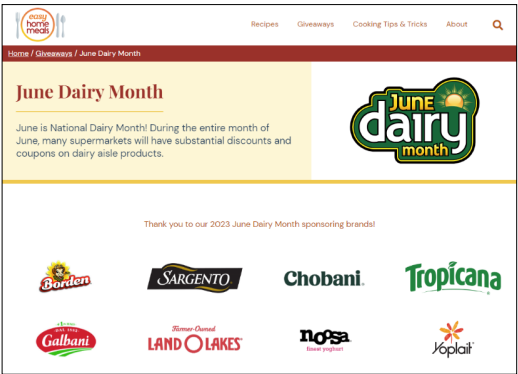 easy
home
meals
Recipes Giveaways Cooking Tips & Tricks About
Home / Giveaways / June Dairy Month
June Dairy Month
June is National Dairy Month! During the entire month of
June, many supermarkets will have substantial discounts and
coupons on dairy aisle products.
JUNE
dairy
month
Thank you to our 2023 June Dairy Month sponsoring brands!
Borden
SARGENTO
Chobani
Tropicana
Galbani
Farmer-Owned
LAND O LAKES
noosa
finest yoghurt
Yoplait